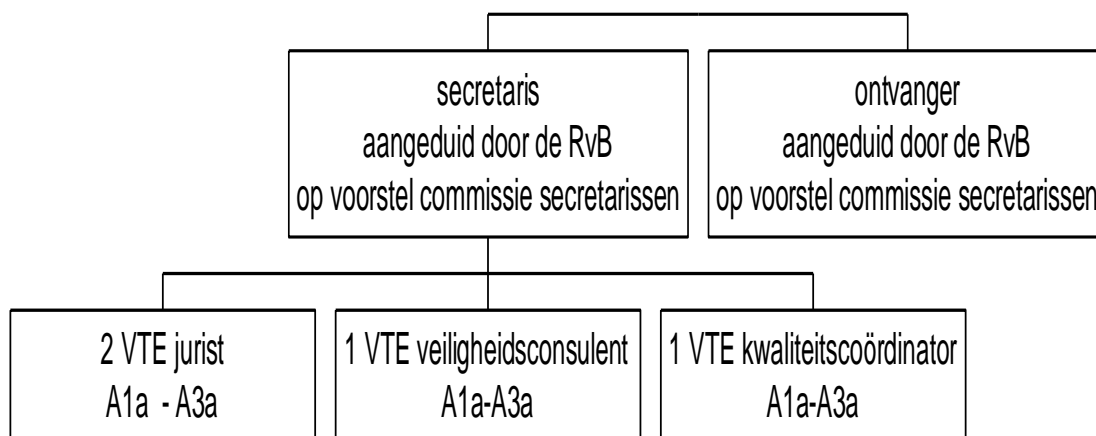 secretaris
aangeduid door de RvB
op voorstel commissie secretarissen
ontvanger
aangeduid door de RvB
op voorstel commissie secretarissen
2 VTE jurist
A1a - A3a
1 VTE veiligheidsconsulent
A1a-A3a
1 VTE kwaliteitscoördinator
A1a-A3a